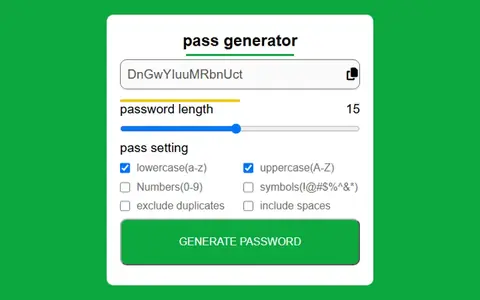 pass generator
DnGwYIuuMRbnUct
password length 15
pass setting
lowercase(a-z) uppercase(A-Z)
Numbers(0-9) symbols(!@#$%^&*)
exclude duplicates include spaces
GENERATE PASSWORD